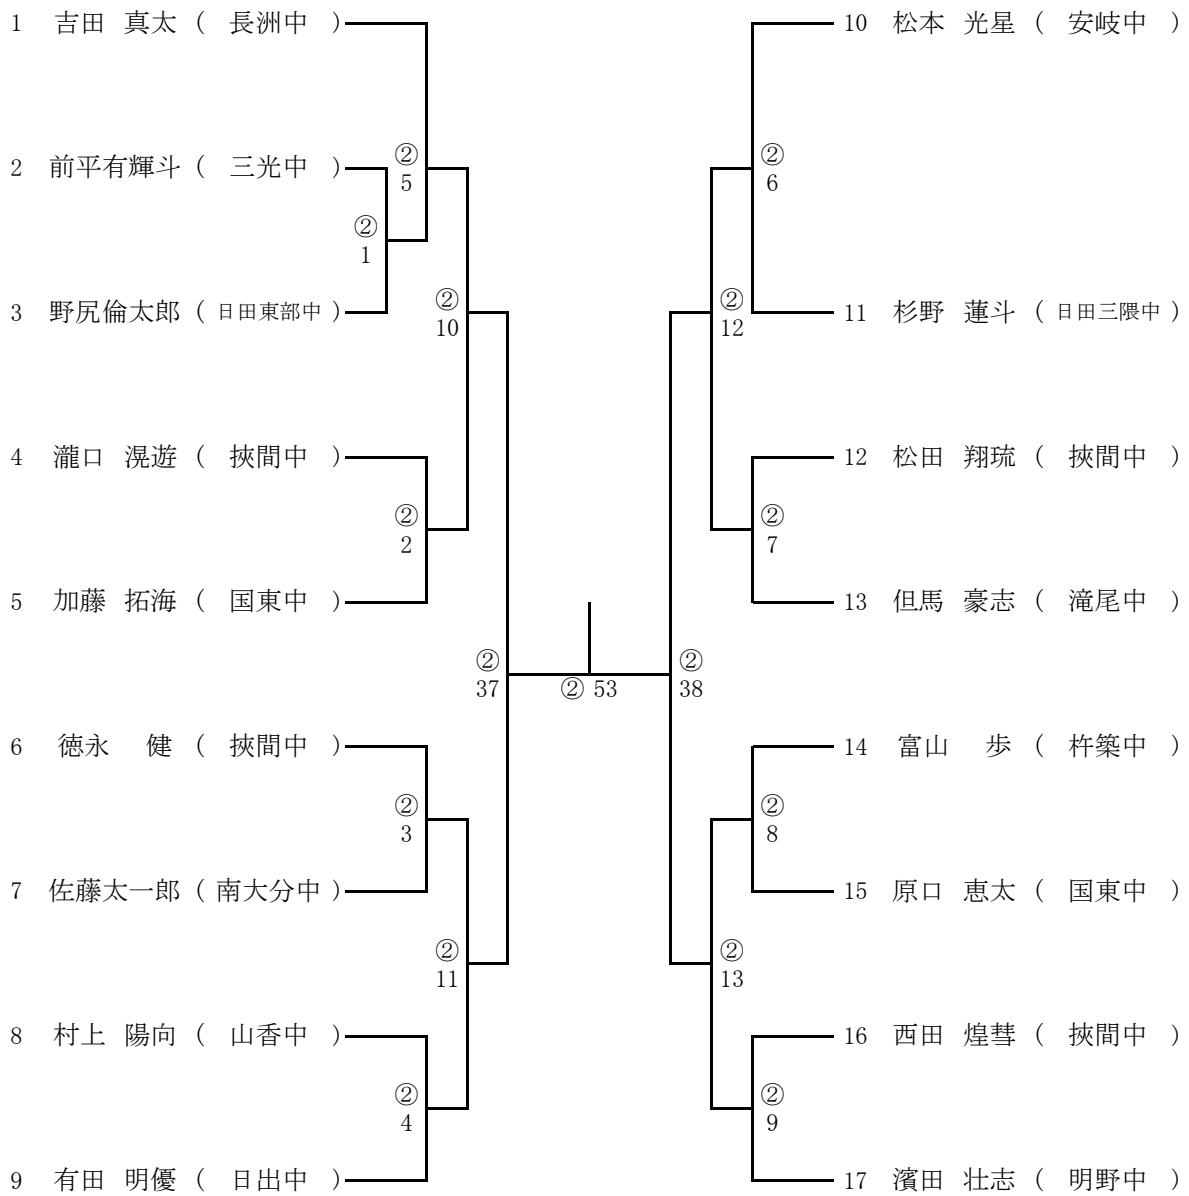 1 吉田 真太 ( 長洲中 )
2 前平有輝斗 ( 三光中 )
3 野尻倫太郎 ( 日田東部中 )
4 瀧口 滉遊 ( 挾間中 )
5 加藤 拓海 ( 国東中 )
6 徳永 健 ( 挾間中 )
7 佐藤太一郎 ( 南大分中 )
8 村上 陽向 ( 山香中 )
9 有田 明優 ( 日出中 )
② 5
② 1
② 10
② 2
② 37
② 3
② 11
② 4
② 53
10 松本 光星 ( 安岐中 )
11 杉野 蓮斗 ( 日田三隈中 )
12 松田 翔琉 ( 挾間中 )
13 但馬 豪志 ( 滝尾中 )
14 富山 歩 ( 杵築中 )
15 原口 恵太 ( 国東中 )
16 西田 煌彗 ( 挾間中 )
17 濱田 壮志 ( 明野中 )
② 6
② 12
② 7
② 38
② 8
② 13
② 9